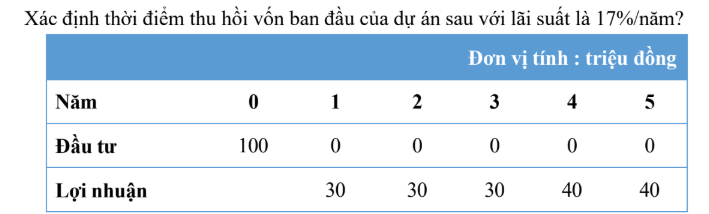 Xác định thời điểm thu hồi vốn ban đầu của dự án sau với lãi suất là 17%/năm?
Đơn vị tính : triệu đồng
Năm 0 1 2 3 4 5
Đầu tư 100 0 0 0 0 0
Lợi nhuận 30 30 30 40 40